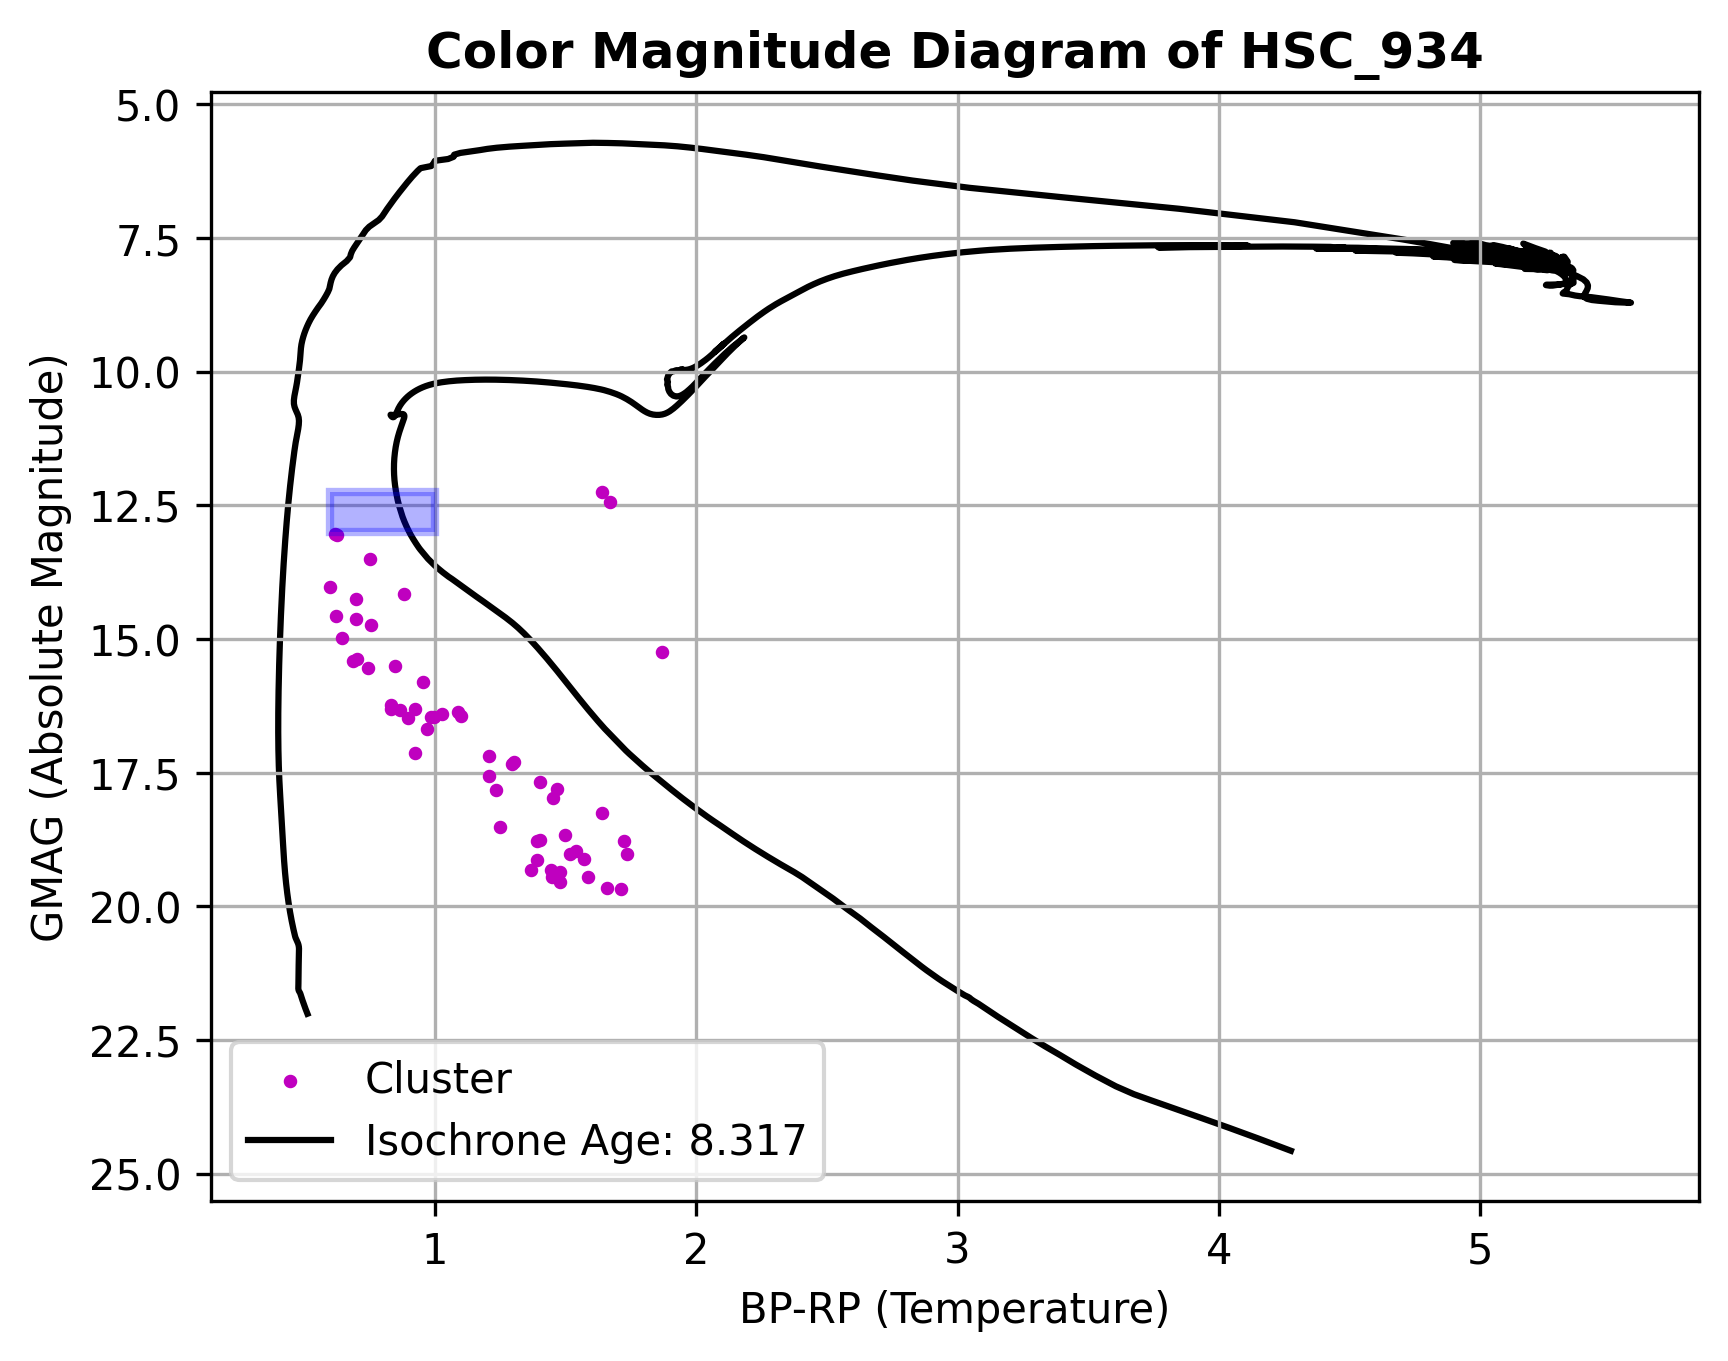 Color Magnitude Diagram of HSC_934
5.0
7.5
10.0
12.5
15.0
17.5
20.0
22.5
25.0
GMAG (Absolute Magnitude)
Cluster
Isochrone Age: 8.317
1
2
3
4
5
BP-RP (Temperature)